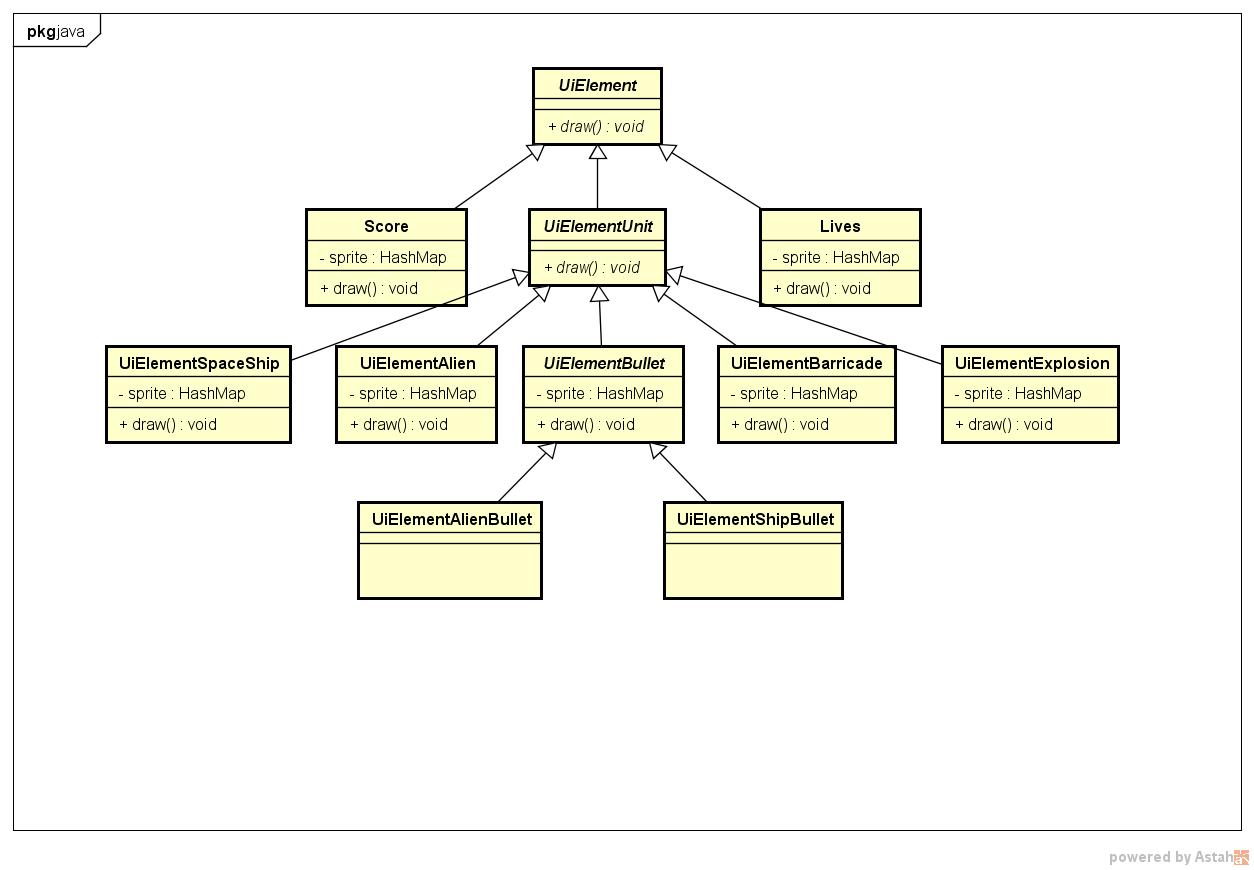 pkg java
UiElement
+ draw() : void
Score
- sprite : HashMap
+ draw() : void
UiElementUnit
+ draw() : void
Lives
- sprite : HashMap
+ draw() : void
UiElementSpaceShip
- sprite : HashMap
+ draw() : void
UiElementAlien
- sprite : HashMap
+ draw() : void
UiElementBullet
- sprite : HashMap
+ draw() : void
UiElementBarricade
- sprite : HashMap
+ draw() : void
UiElementExplosion
- sprite : HashMap
+ draw() : void
UiElementAlienBullet
UiElementShipBullet
powered by Astah